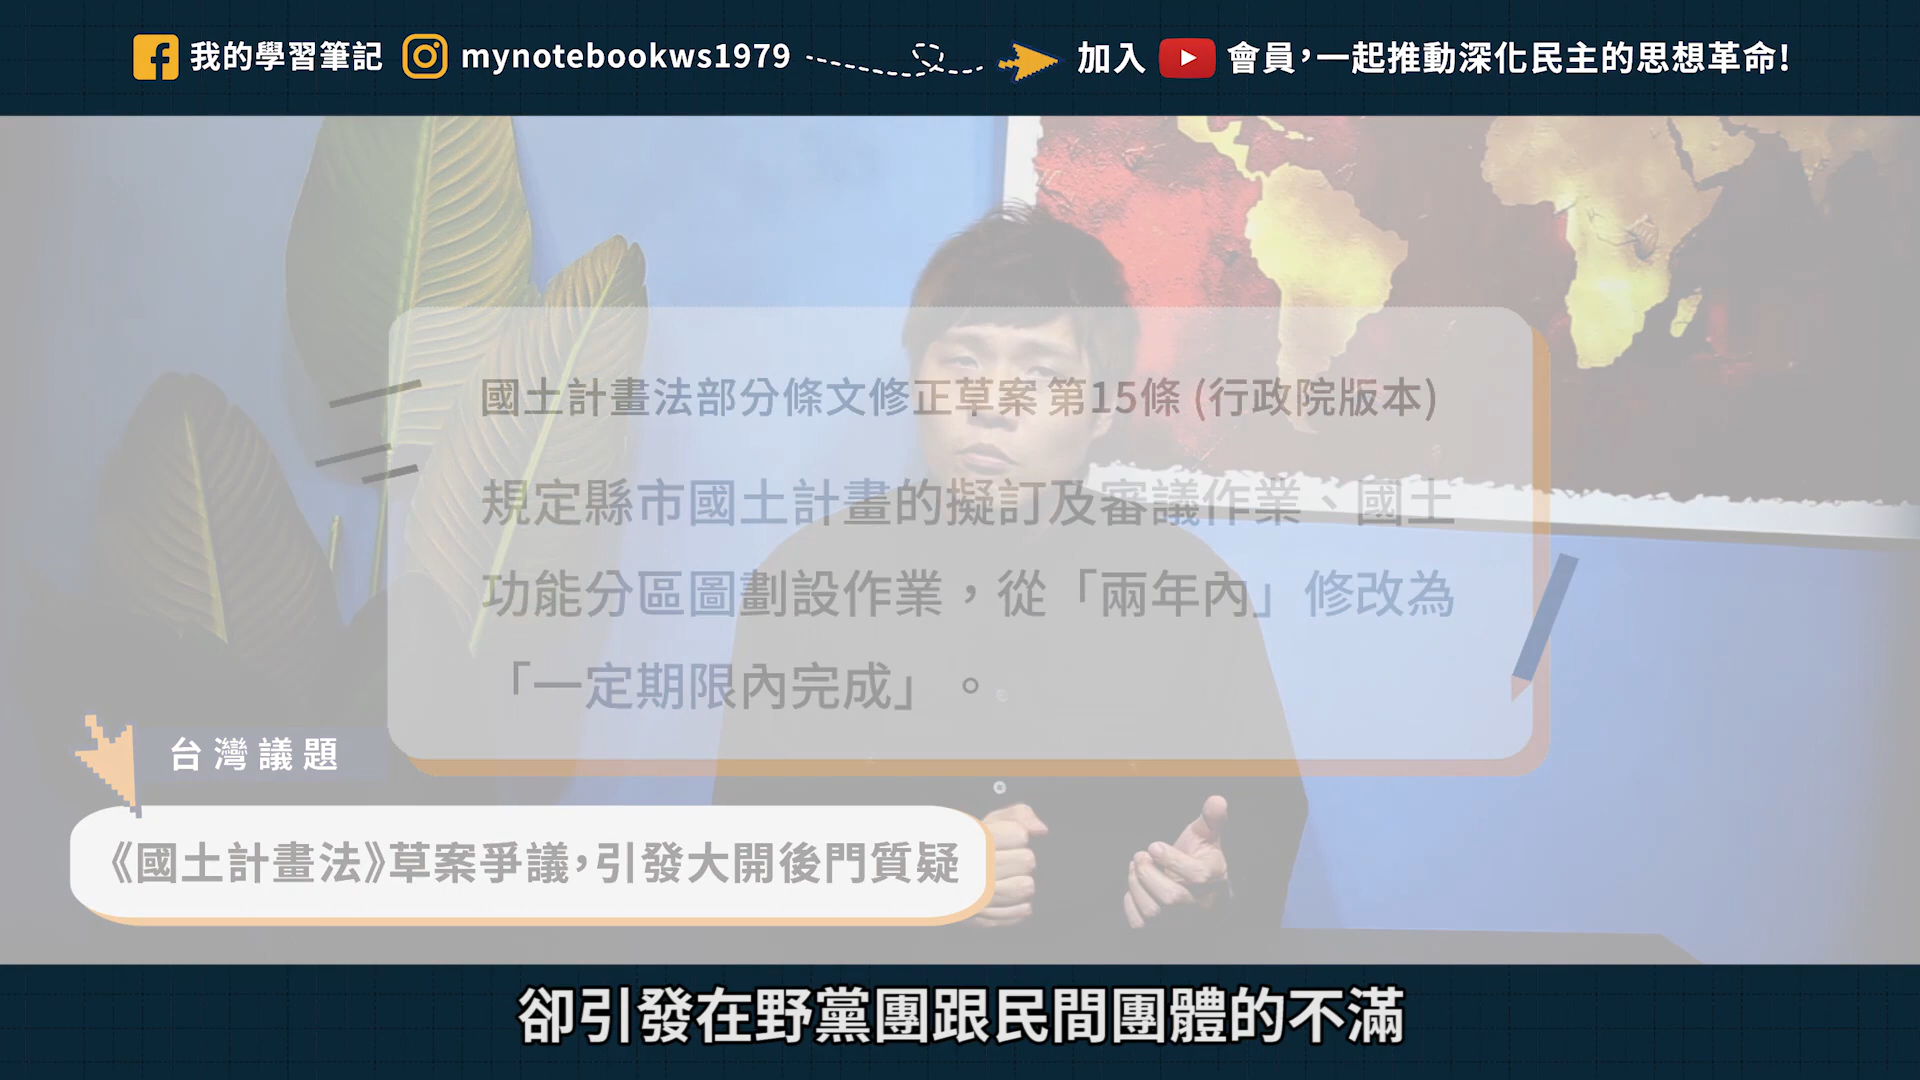 我的學習筆記 mynotebookws1979 加入 會員，一起推動深化民主的思想革命！
國土計畫法部分條文修正草案 第15條 (行政院版本)
規定縣市國土計畫的擬訂及審議作業、國土
功能分區圖劃設作業，從「兩年內」修改為
「一定期限內完成」。
台灣議題
《國土計畫法》草案爭議，引發大開後門質疑
卻引發在野黨團跟民間團體的不滿